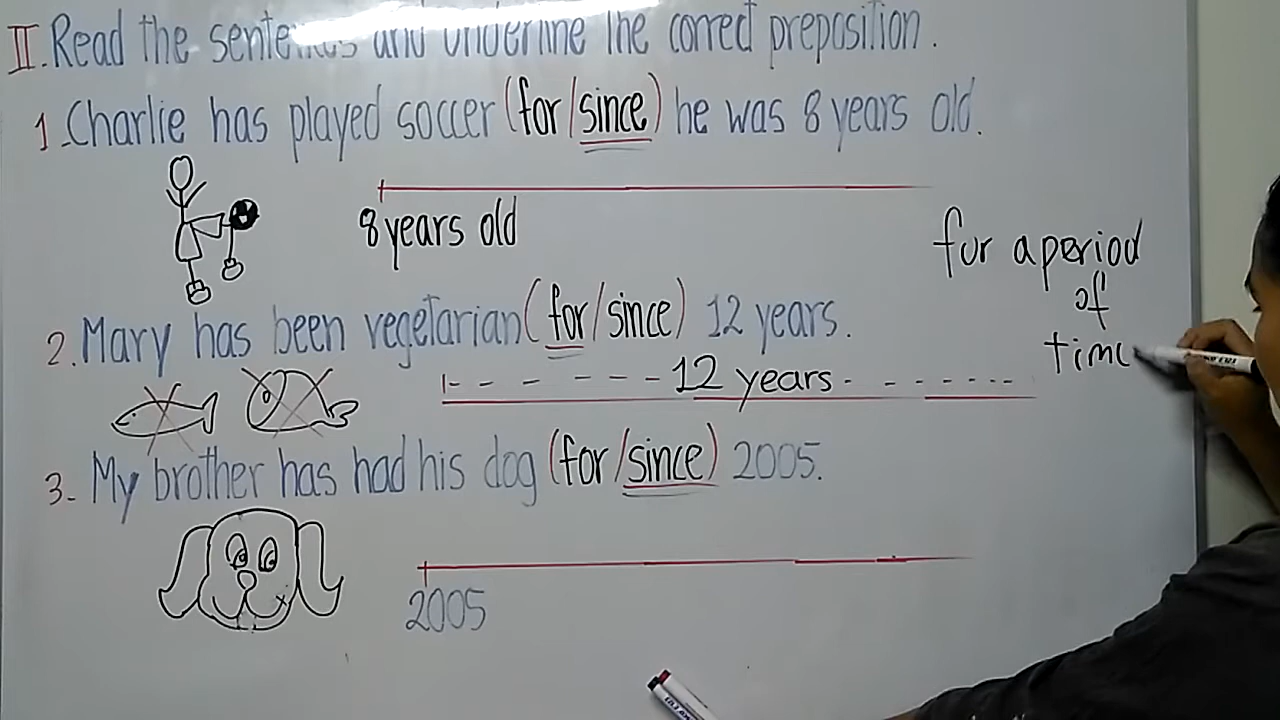 II. Read the sentences and underline the correct preposition.
1_Charlie has played soccer (for/since) he was 8 years old.
8 years old
for a period
of
time
2. Mary has been vegetarian (for/since) 12 years.
12 years
3- My brother has had his dog (for/since) 2005.
2005